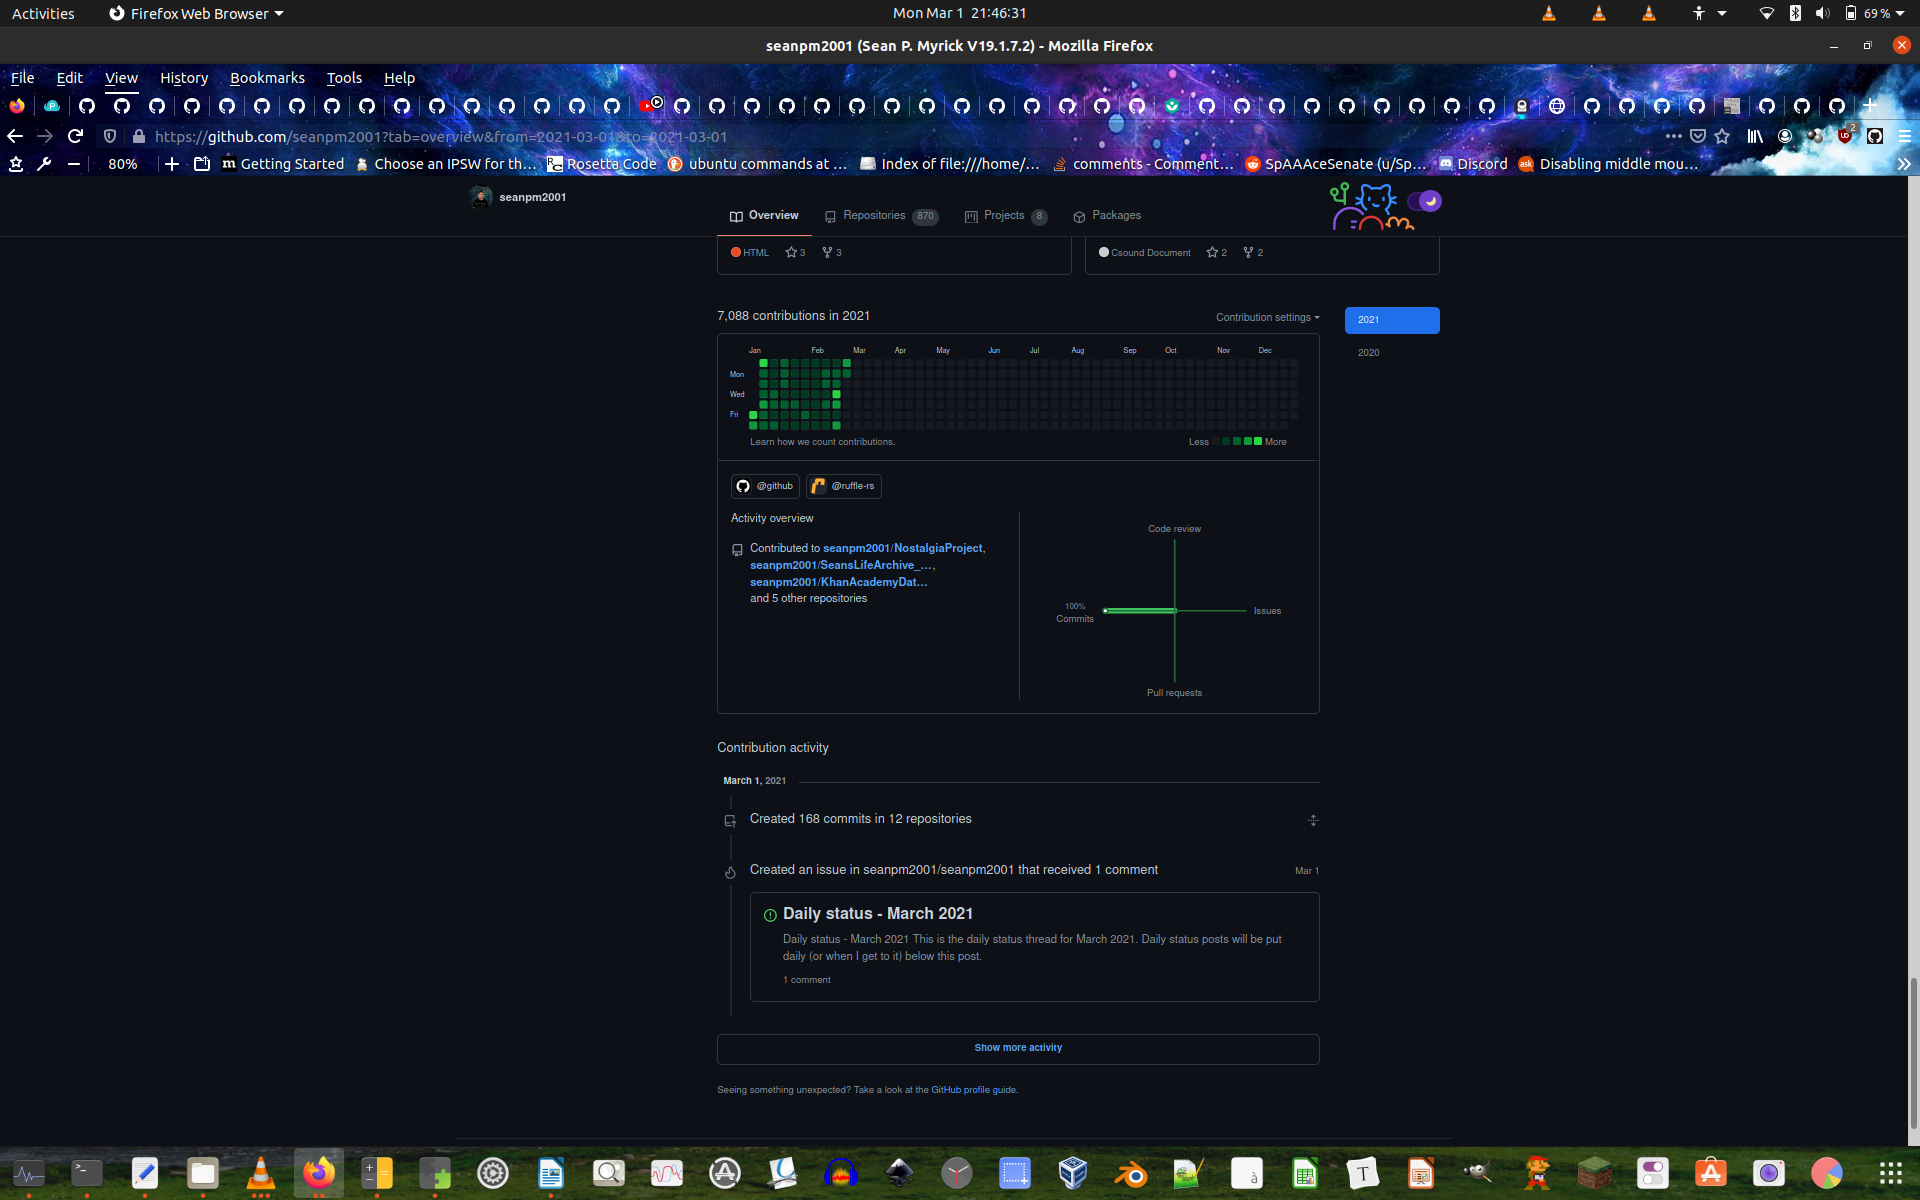 Activities
Firefox Web Browser
Mon Mar 1 21:46:31
69 %
seanpm2001 (Sean P. Myrick V19.1.7.2) - Mozilla Firefox
File Edit View History Bookmarks Tools Help
https://github.com/seanpm2001?tab=overview&from=2021-03-01&to=2021-03-01
2
80%
Getting Started
Choose an IPSW for th…
Rosetta Code
ubuntu commands at …
Index of file:///home/…
comments - Comment…
SpAAAceSenate (u/Sp…
Discord
Disabling middle mou…
seanpm2001
Overview
Repositories 870
Projects 8
Packages
HTML 3 3
Csound Document 2 2
7,088 contributions in 2021
Contribution settings
2021
2020
Jan Feb Mar Apr May Jun Jul Aug Sep Oct Nov Dec
Mon
Wed
Fri
Learn how we count contributions.
Less More
@github
@ruffle-rs
Activity overview
Contributed to seanpm2001/NostalgiaProject,
seanpm2001/SeansLifeArchive_…,
seanpm2001/KhanAcademyDat…
and 5 other repositories
Code review
100%
Commits
Issues
Pull requests
Contribution activity
March 1, 2021
Created 168 commits in 12 repositories
Created an issue in seanpm2001/seanpm2001 that received 1 comment
Mar 1
Daily status - March 2021
Daily status - March 2021 This is the daily status thread for March 2021. Daily status posts will be put
daily (or when I get to it) below this post.
1 comment
Show more activity
Seeing something unexpected? Take a look at the GitHub profile guide.